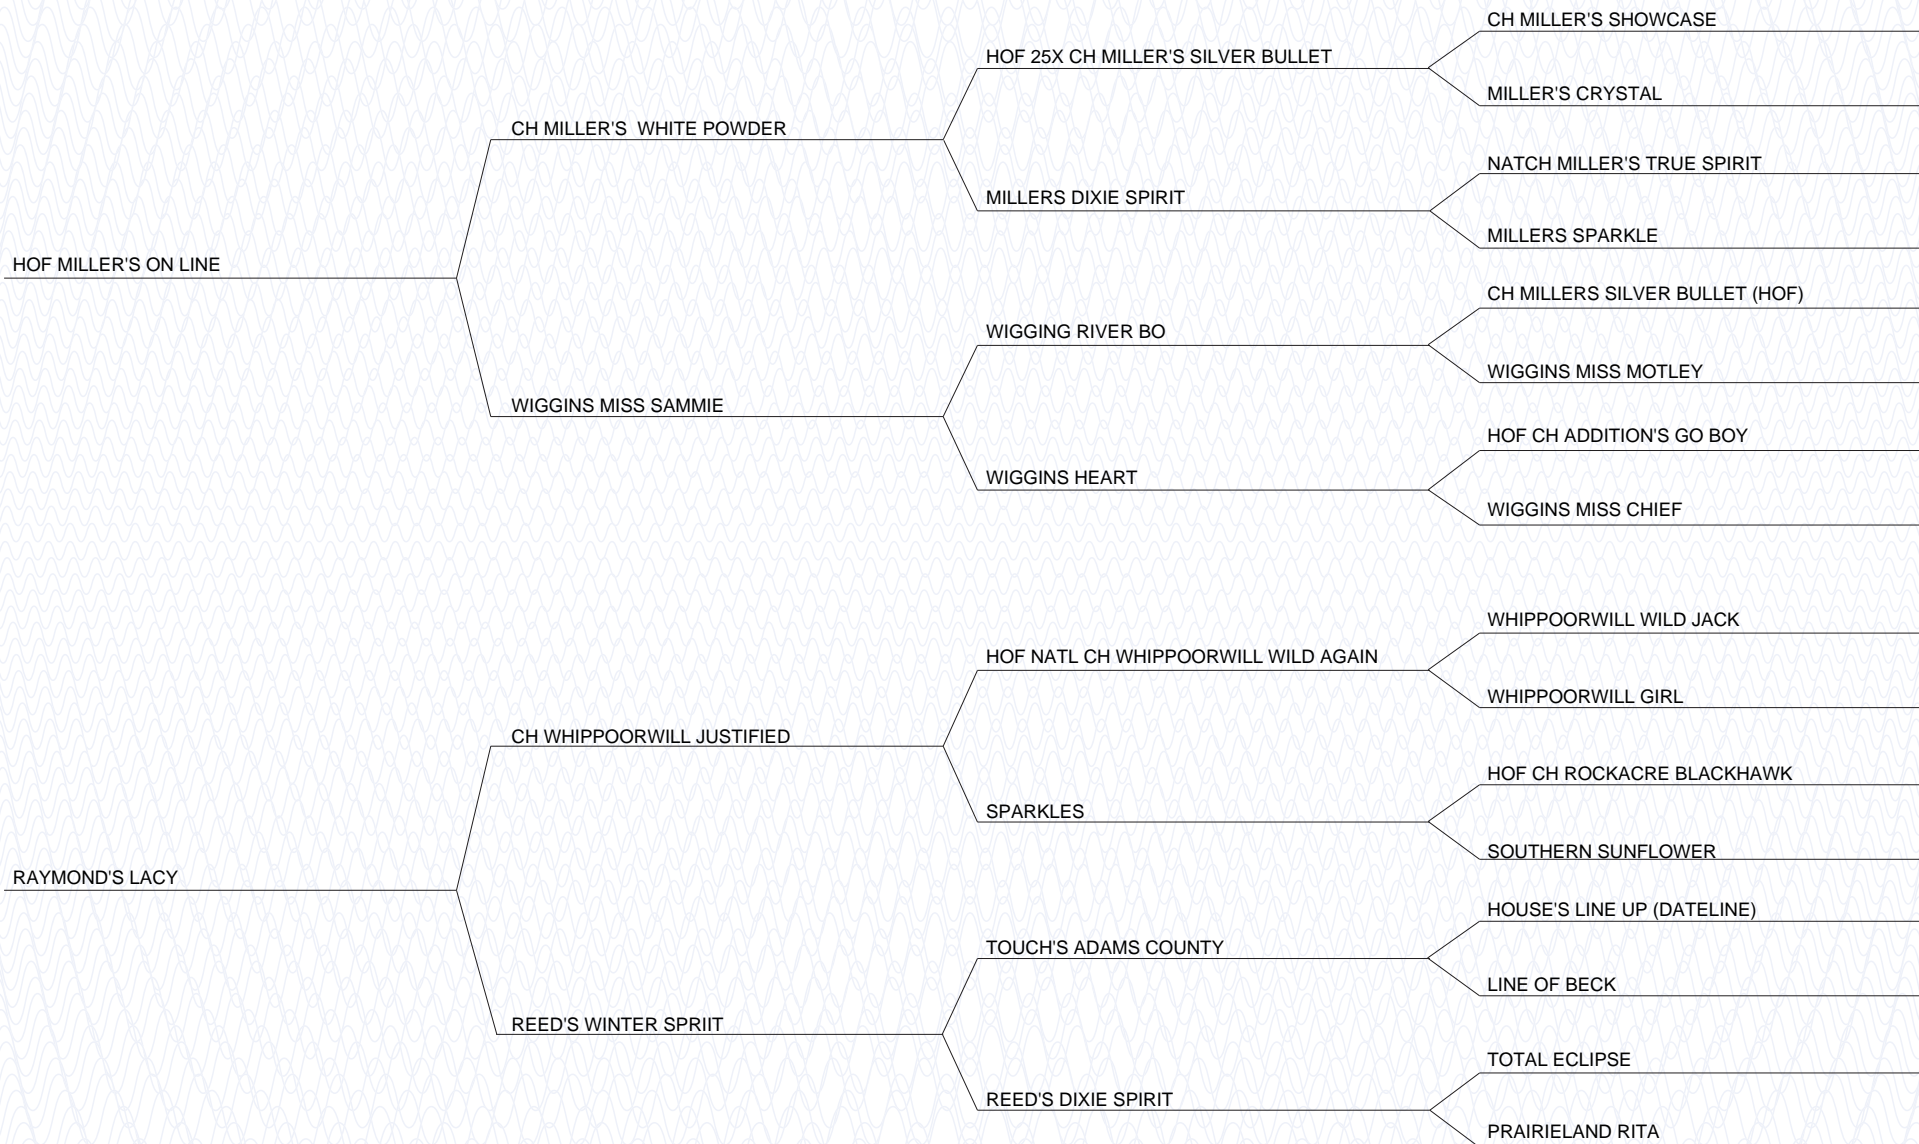 CH MILLER'S SHOWCASE
HOF 25X CH MILLER'S SILVER BULLET
MILLER'S CRYSTAL
CH MILLER'S  WHITE POWDER
NATCH MILLER'S TRUE SPIRIT
MILLERS DIXIE SPIRIT
MILLERS SPARKLE
HOF MILLER'S ON LINE
CH MILLERS SILVER BULLET (HOF)
WIGGING RIVER BO
WIGGINS MISS MOTLEY
WIGGINS MISS SAMMIE
HOF CH ADDITION'S GO BOY
WIGGINS HEART
WIGGINS MISS CHIEF
WHIPPOORWILL WILD JACK
HOF NATL CH WHIPPOORWILL WILD AGAIN
WHIPPOORWILL GIRL
CH WHIPPOORWILL JUSTIFIED
HOF CH ROCKACRE BLACKHAWK
SPARKLES
SOUTHERN SUNFLOWER
RAYMOND'S LACY
HOUSE'S LINE UP (DATELINE)
TOUCH'S ADAMS COUNTY
LINE OF BECK
REED'S WINTER SPRIIT
TOTAL ECLIPSE
REED'S DIXIE SPIRIT
PRAIRIELAND RITA